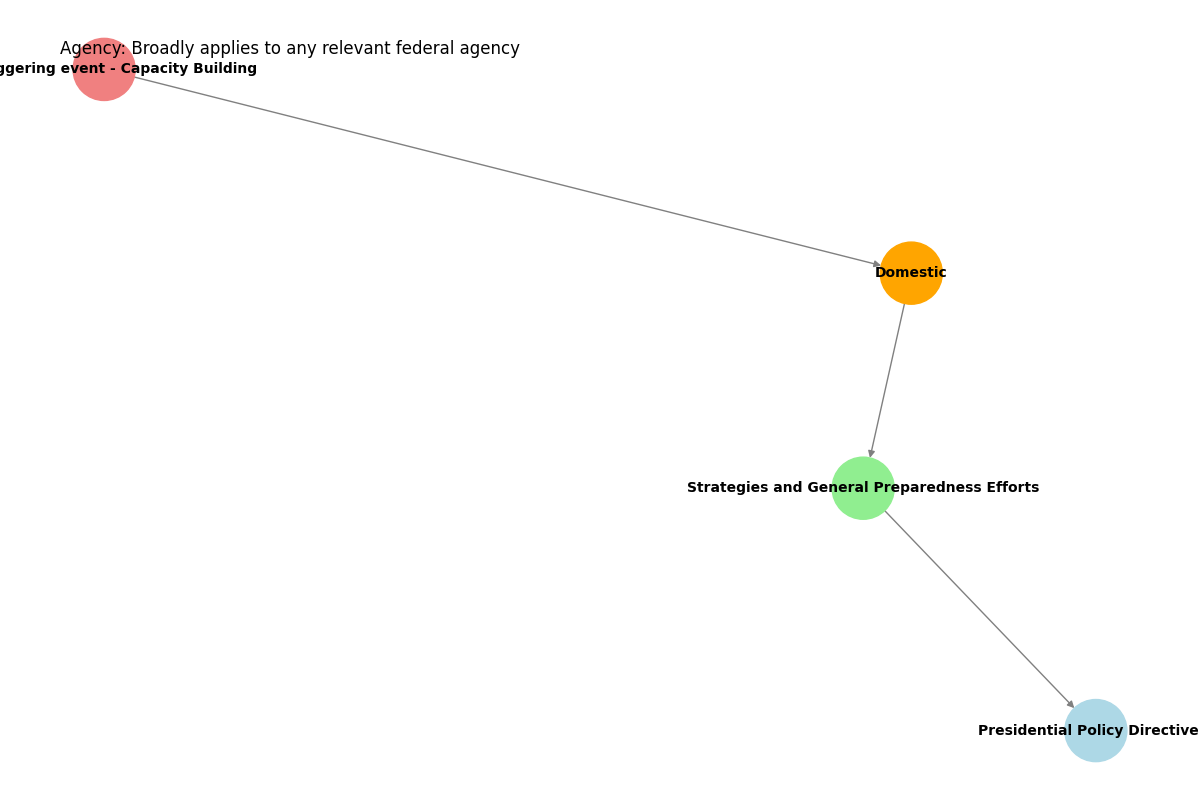 Agency: Broadly applies to any relevant federal agency
ggering event - Capacity Building
Domestic
Strategies and General Preparedness Efforts
Presidential Policy Directive